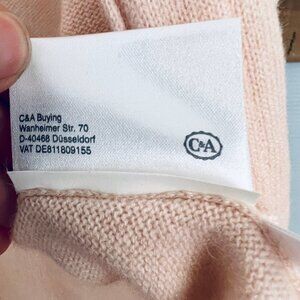 C&A Buying
Wanheimer Str. 70
D-40468 Düsseldorf
VAT DE811809155
C&A